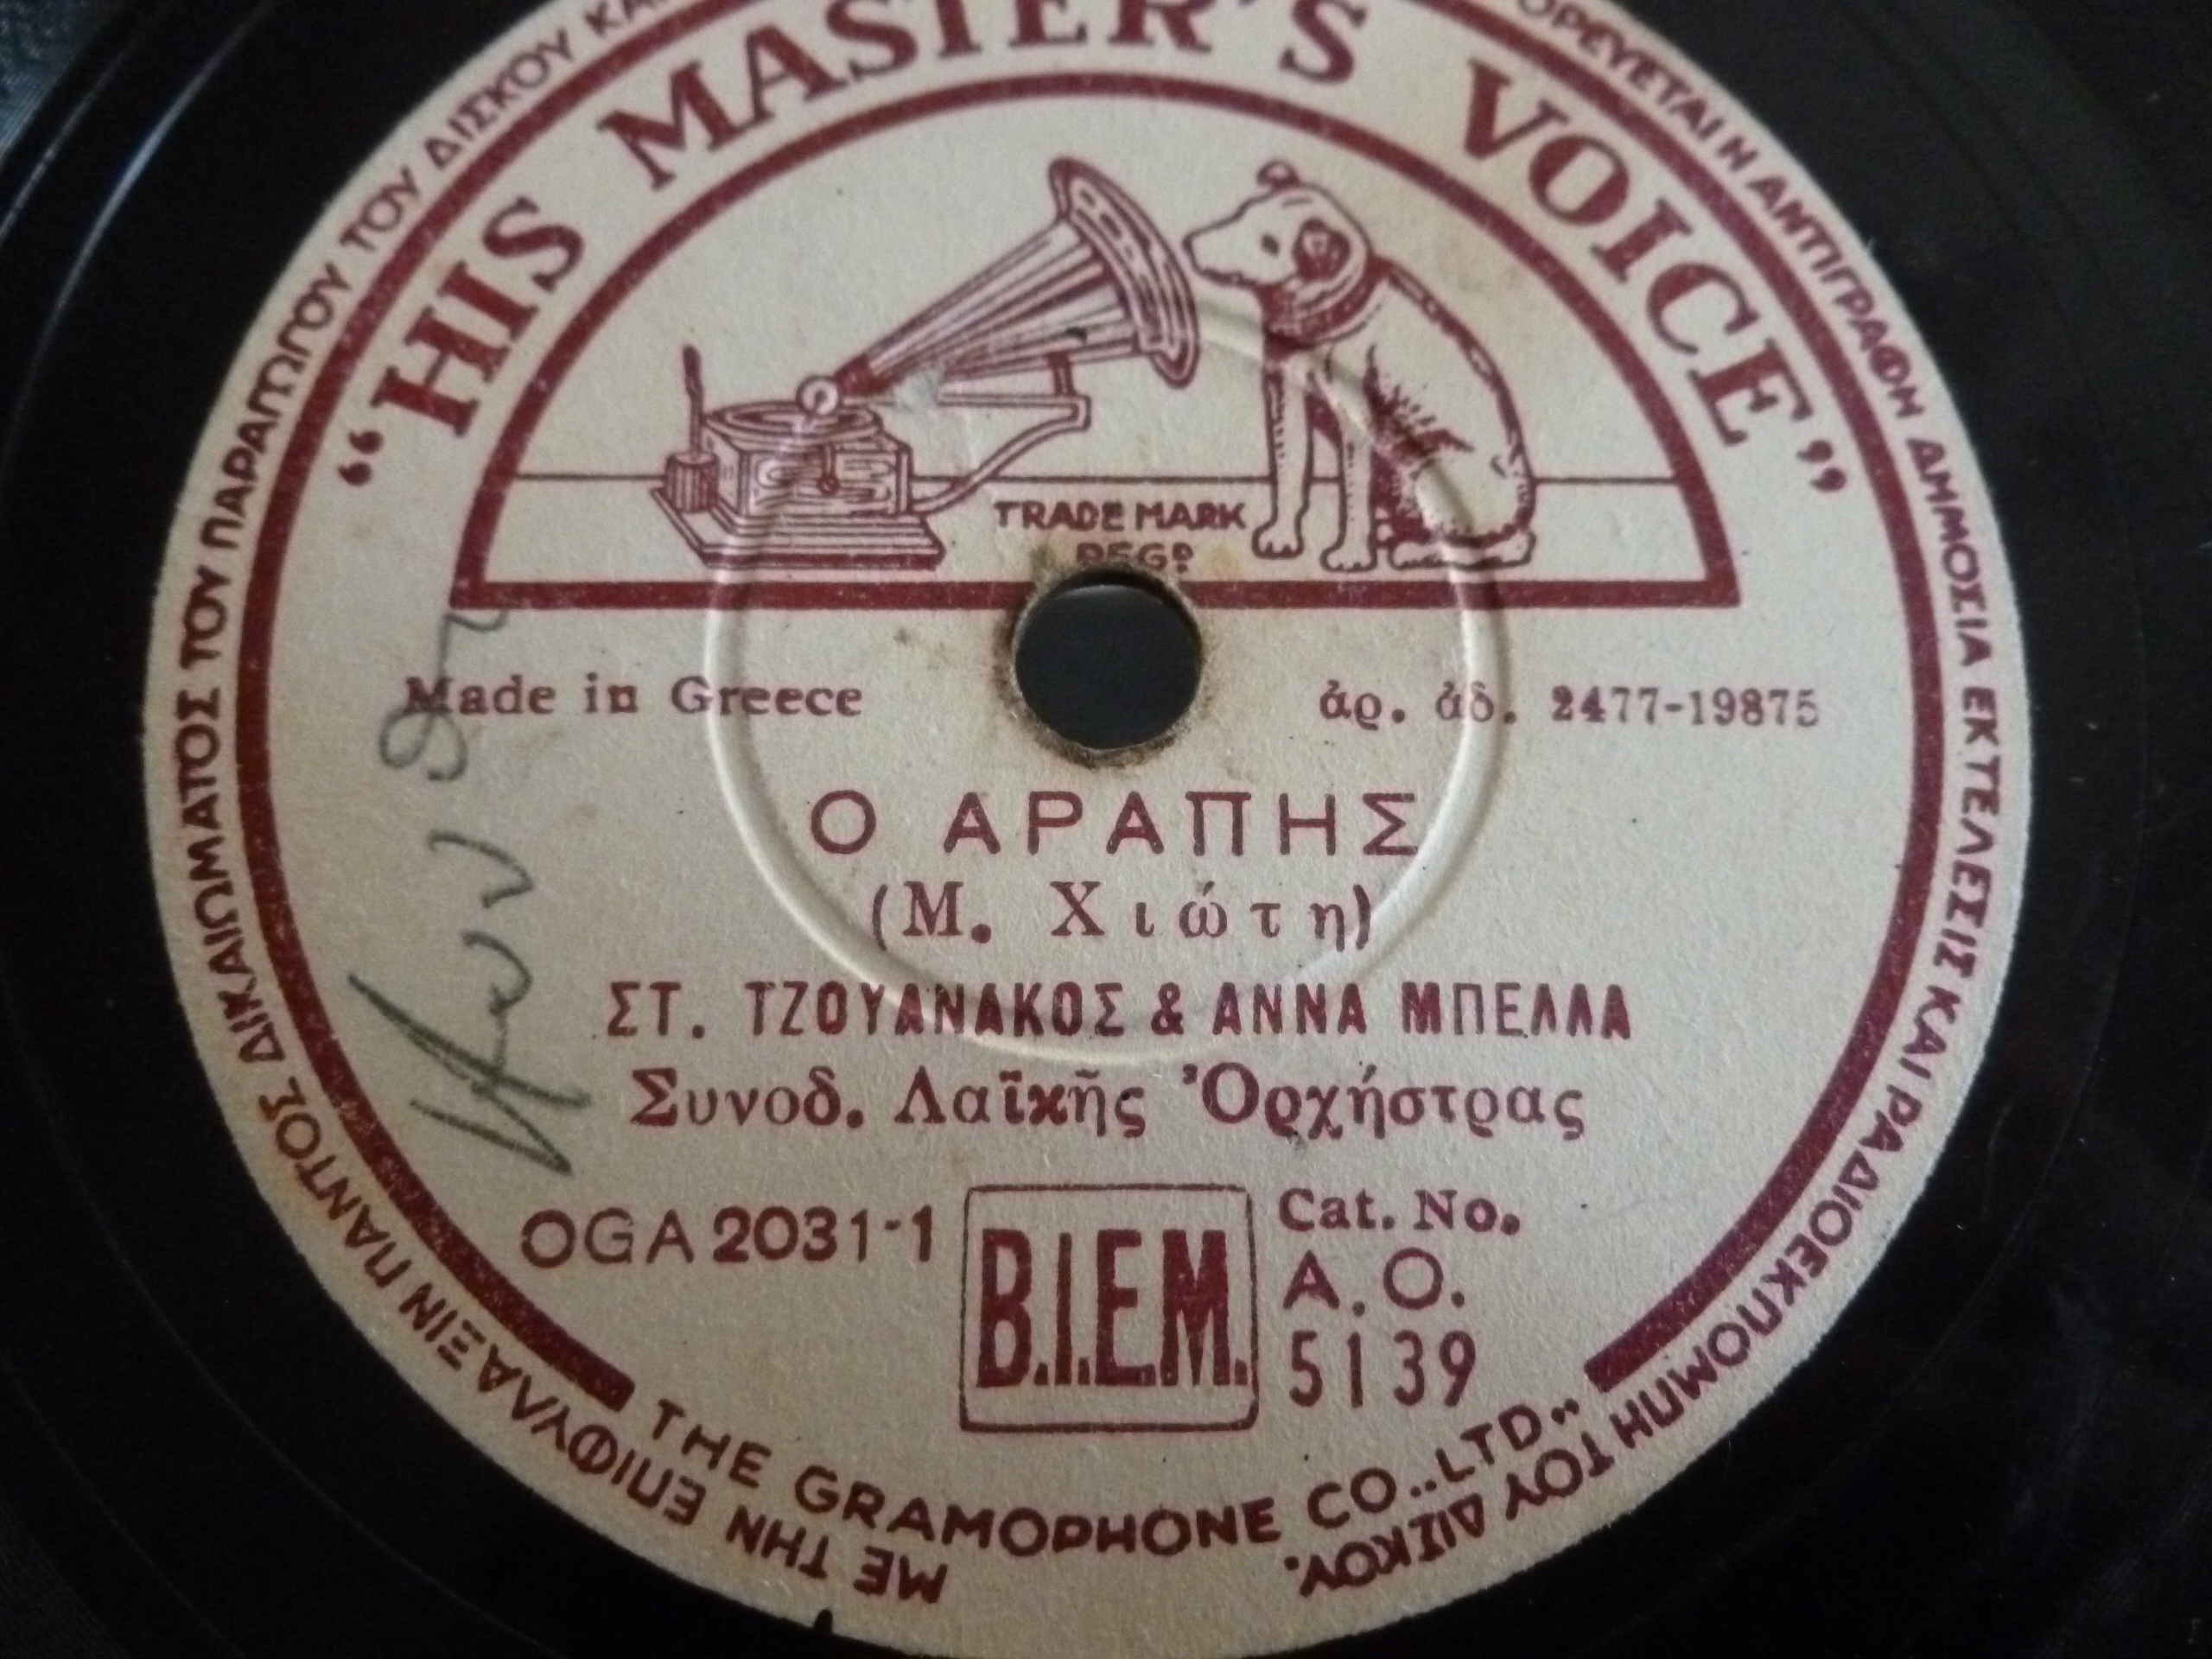 “HIS MASTER'S VOICE”
TRADE MARK
REGD
Made in Greece
ἀρ. ἀδ. 2477-19875
Ο ΑΡΑΠΗΣ
(Μ. Χιώτη)
ΣΤ. ΤΖΟΥΑΝΑΚΟΣ & ΑΝΝΑ ΜΠΕΛΛΑ
Συνοδ. Λαϊκῆς Ὀρχήστρας
OGA 2031-1
B.I.E.M.
Cat. No.
A.O.
5139
THE GRAMOPHONE CO., LTD.
ΜΕ ΤΗΝ ΕΠΙΦΥΛΑΞΙΝ ΠΑΝΤΟΣ ΔΙΚΑΙΩΜΑΤΟΣ ΤΟΥ ΠΑΡΑΓΩΓΟΥ ΤΟΥ ΔΙΣΚΟΥ
Η ΑΝΤΙΓΡΑΦΗ ΔΗΜΟΣΙΑ ΕΚΤΕΛΕΣΙΣ ΚΑΙ ΡΑΔΙΟΕΚΠΟΜΠΗ ΤΟΥ ΔΙΣΚΟΥ.